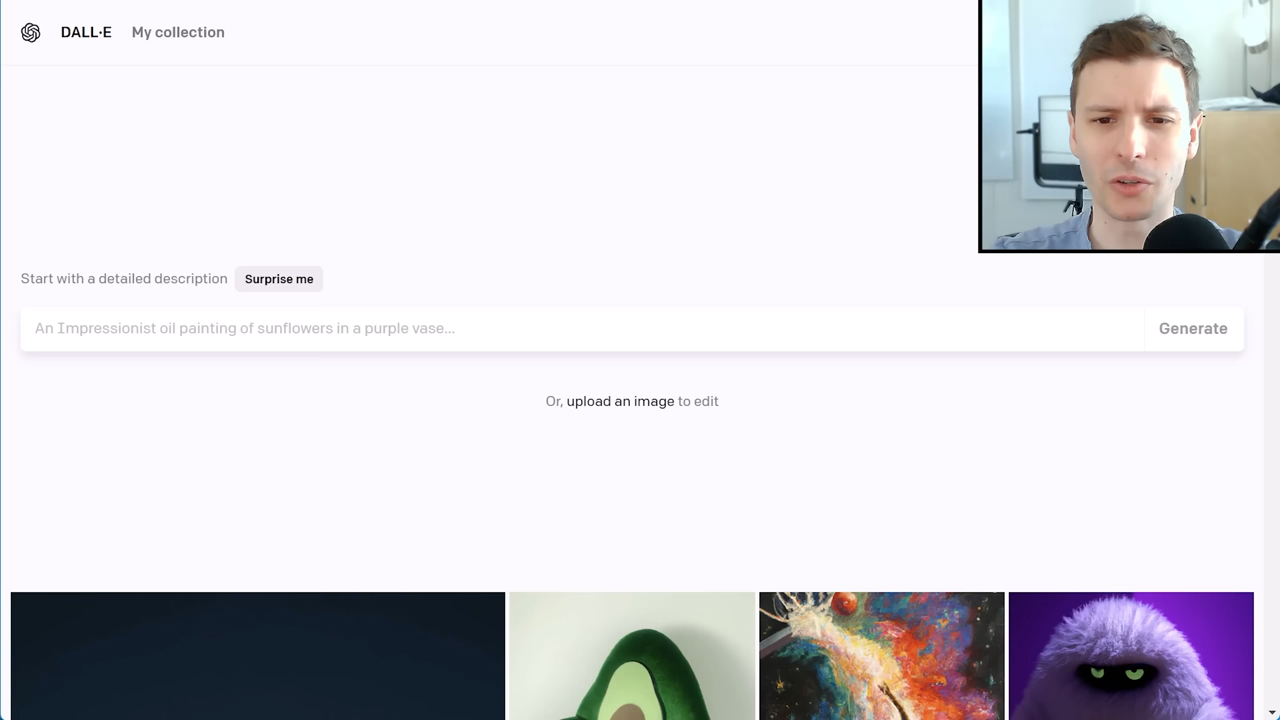 DALL·E My collection
Start with a detailed description Surprise me
An Impressionist oil painting of sunflowers in a purple vase...
Generate
Or, upload an image to edit